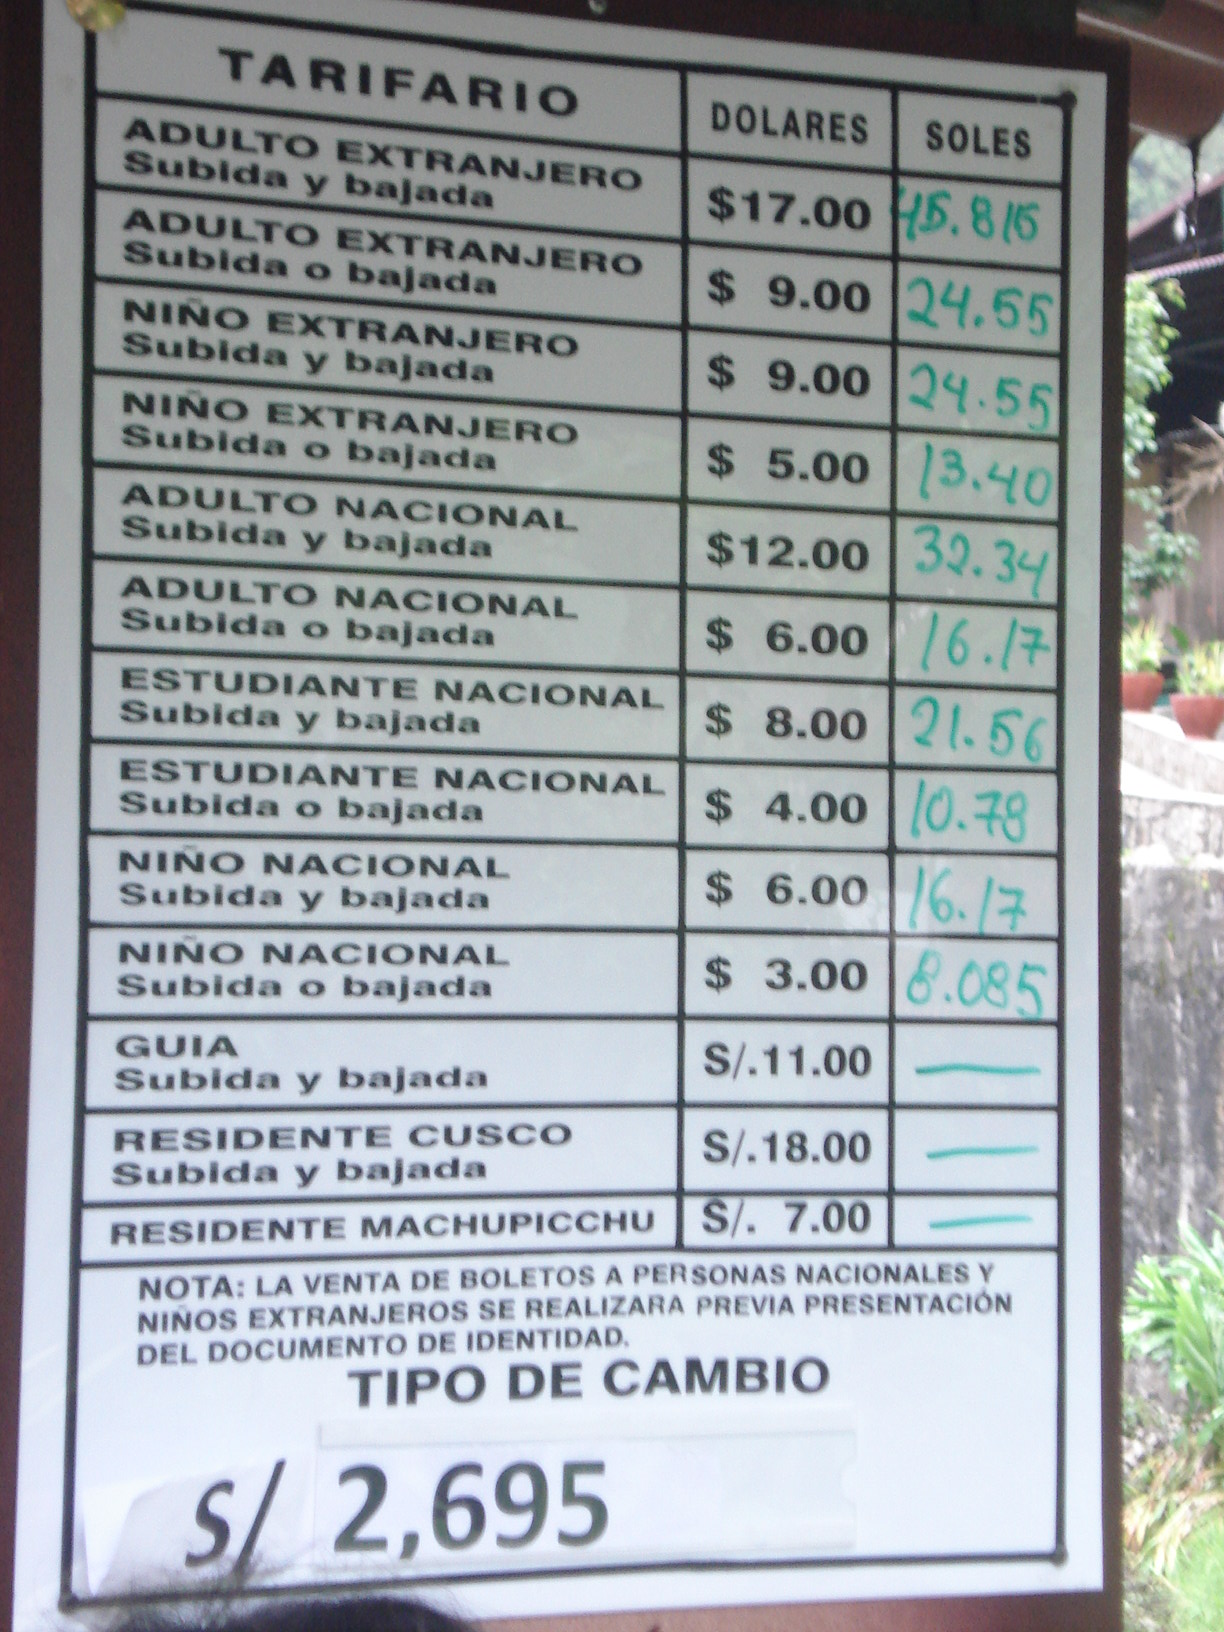 TARIFARIO DOLARES SOLES
ADULTO EXTRANJERO
Subida y bajada $17.00 45.815
ADULTO EXTRANJERO
Subida o bajada $ 9.00 24.55
NIÑO EXTRANJERO
Subida y bajada $ 9.00 24.55
NIÑO EXTRANJERO
Subida o bajada $ 5.00 13.40
ADULTO NACIONAL
Subida y bajada $12.00 32.34
ADULTO NACIONAL
Subida o bajada $ 6.00 16.17
ESTUDIANTE NACIONAL
Subida y bajada $ 8.00 21.56
ESTUDIANTE NACIONAL
Subida o bajada $ 4.00 10.78
NIÑO NACIONAL
Subida y bajada $ 6.00 16.17
NIÑO NACIONAL
Subida o bajada $ 3.00 8.085
GUIA
Subida y bajada S/.11.00 —
RESIDENTE CUSCO
Subida y bajada S/.18.00 —
RESIDENTE MACHUPICCHU S/. 7.00 —
NOTA: LA VENTA DE BOLETOS A PERSONAS NACIONALES Y
NIÑOS EXTRANJEROS SE REALIZARA PREVIA PRESENTACIÓN
DEL DOCUMENTO DE IDENTIDAD.
TIPO DE CAMBIO
S/ 2,695